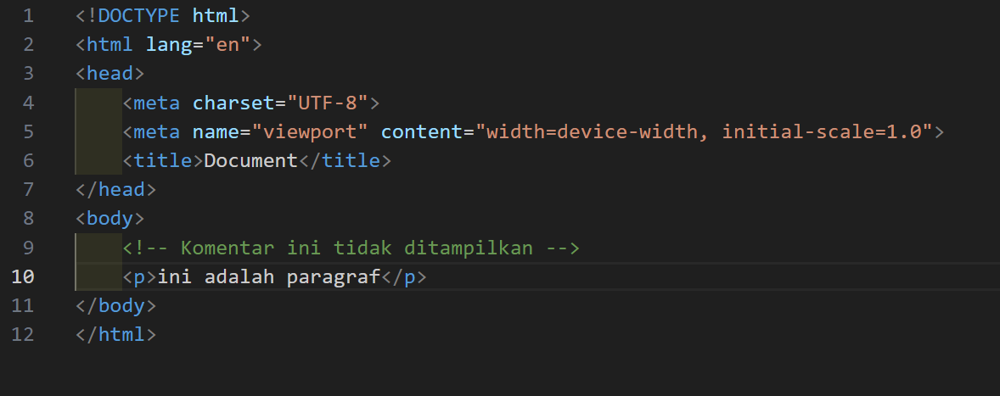 1 <!DOCTYPE html>
2 <html lang="en">
3 <head>
4     <meta charset="UTF-8">
5     <meta name="viewport" content="width=device-width, initial-scale=1.0">
6     <title>Document</title>
7 </head>
8 <body>
9     <!-- Komentar ini tidak ditampilkan -->
10     <p>ini adalah paragraf</p>
11 </body>
12 </html>